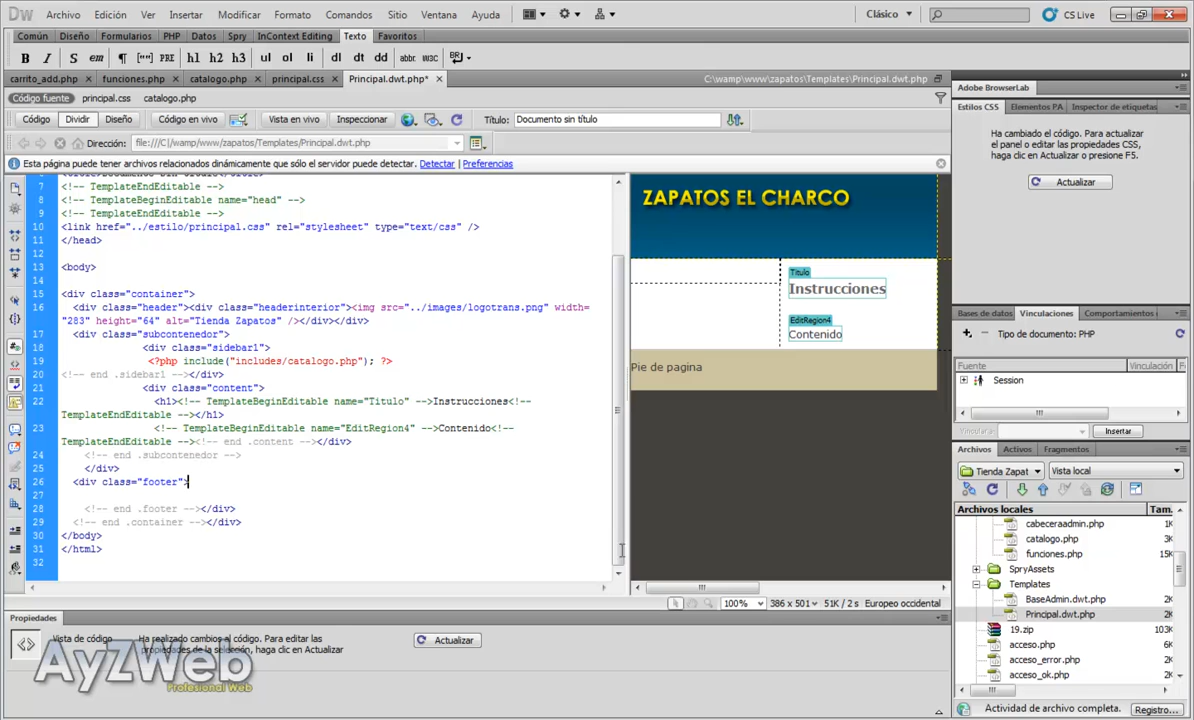 Dw Archivo Edición Ver Insertar Modificar Formato Comandos Sitio Ventana Ayuda Clásico CS Live
Común Diseño Formularios PHP Datos Spry InContext Editing Texto Favoritos
B I S em ¶ [""] PRE h1 h2 h3 ul ol li dl dt dd abbr. W3C BR
carrito_add.php funciones.php catalogo.php principal.css Principal.dwt.php* C:\wamp\www\zapatos\Templates\Principal.dwt.php
Código fuente principal.css catalogo.php
Código Dividir Diseño Código en vivo Vista en vivo Inspeccionar Título: Documento sin título
Dirección: file:///C|/wamp/www/zapatos/Templates/Principal.dwt.php
Esta página puede tener archivos relacionados dinámicamente que sólo el servidor puede detectar. Detectar | Preferencias
7 <!-- TemplateEndEditable -->
8 <!-- TemplateBeginEditable name="head" -->
9 <!-- TemplateEndEditable -->
10 <link href="../estilo/principal.css" rel="stylesheet" type="text/css" />
11 </head>
12
13 <body>
14
15 <div class="container">
16 <div class="header"><div class="headerinterior"><img src="../images/logotrans.png" width=
"283" height="64" alt="Tienda Zapatos" /></div></div>
17 <div class="subcontenedor">
18 <div class="sidebar1">
19 <?php include("includes/catalogo.php"); ?>
20 <!-- end .sidebar1 --></div>
21 <div class="content">
22 <h1><!-- TemplateBeginEditable name="Titulo" -->Instrucciones<!--
TemplateEndEditable --></h1>
23 <!-- TemplateBeginEditable name="EditRegion4" -->Contenido<!--
TemplateEndEditable --><!-- end .content --></div>
24 <!-- end .subcontenedor -->
25 </div>
26 <div class="footer">
27
28 <!-- end .footer --></div>
29 <!-- end .container --></div>
30 </body>
31 </html>
32
ZAPATOS EL CHARCO
Titulo
Instrucciones
EditRegion4
Contenido
Pie de pagina
100% 386 x 501 51K / 2 s Europeo occidental
Propiedades
Vista de código
Ha realizado cambios al código. Para editar las
propiedades de la selección, haga clic en Actualizar
Actualizar
AyZWeb
Profesional Web
Adobe BrowserLab
Estilos CSS Elementos PA Inspector de etiquetas
Ha cambiado el código. Para actualizar
el panel o editar las propiedades CSS,
haga clic en Actualizar o presione F5.
Actualizar
Bases de datos Vinculaciones Comportamientos
Tipo de documento: PHP
Fuente Vinculación
Session
Vincular a: Insertar
Archivos Activos Fragmentos
Tienda Zapat Vista local
Archivos locales Tam.
cabeceraadmin.php 1K
catalogo.php 3K
funciones.php 15K
SpryAssets
Templates
BaseAdmin.dwt.php 2K
Principal.dwt.php 2K
19.zip 103K
acceso.php 6K
acceso_error.php 2K
acceso_ok.php 2K
Actividad de archivo completa. Registro...